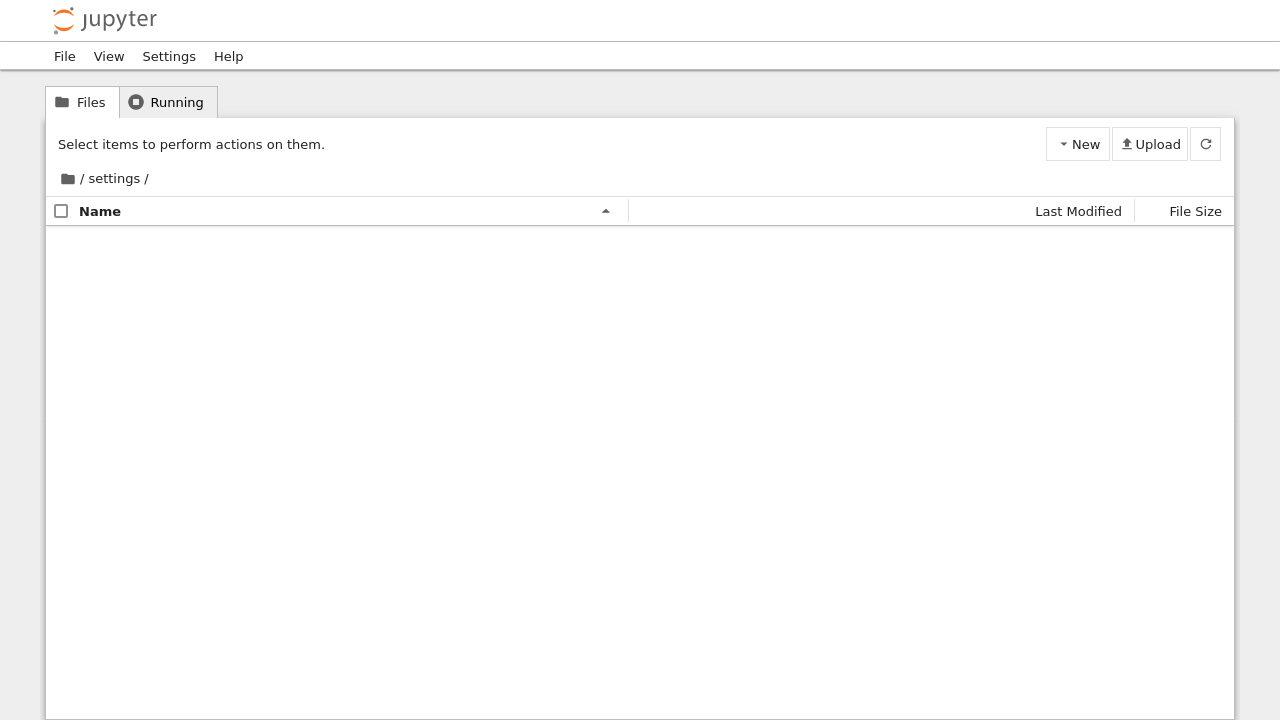 jupyter
File View Settings Help
Files Running
Select items to perform actions on them.
New Upload
/ settings /
Name Last Modified File Size